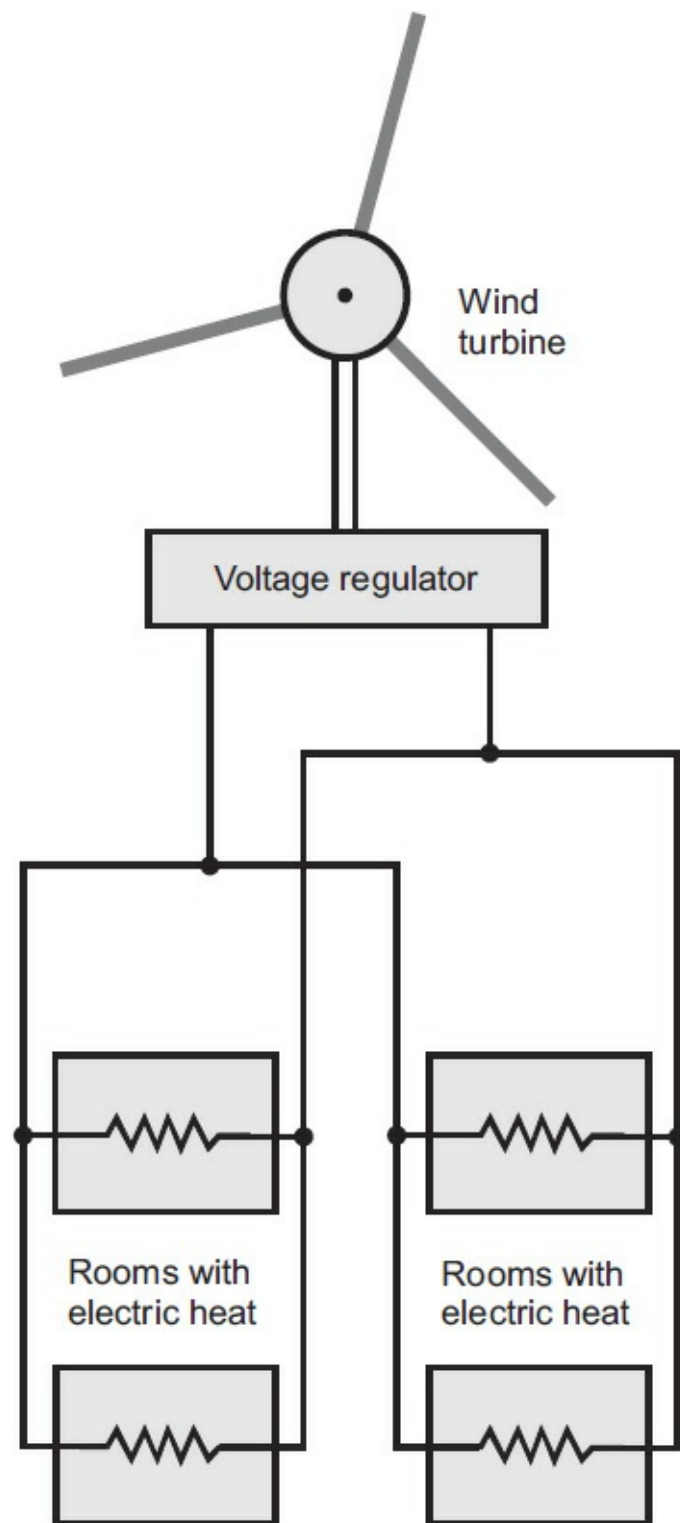 Wind
turbine
Voltage regulator
Rooms with
electric heat
Rooms with
electric heat